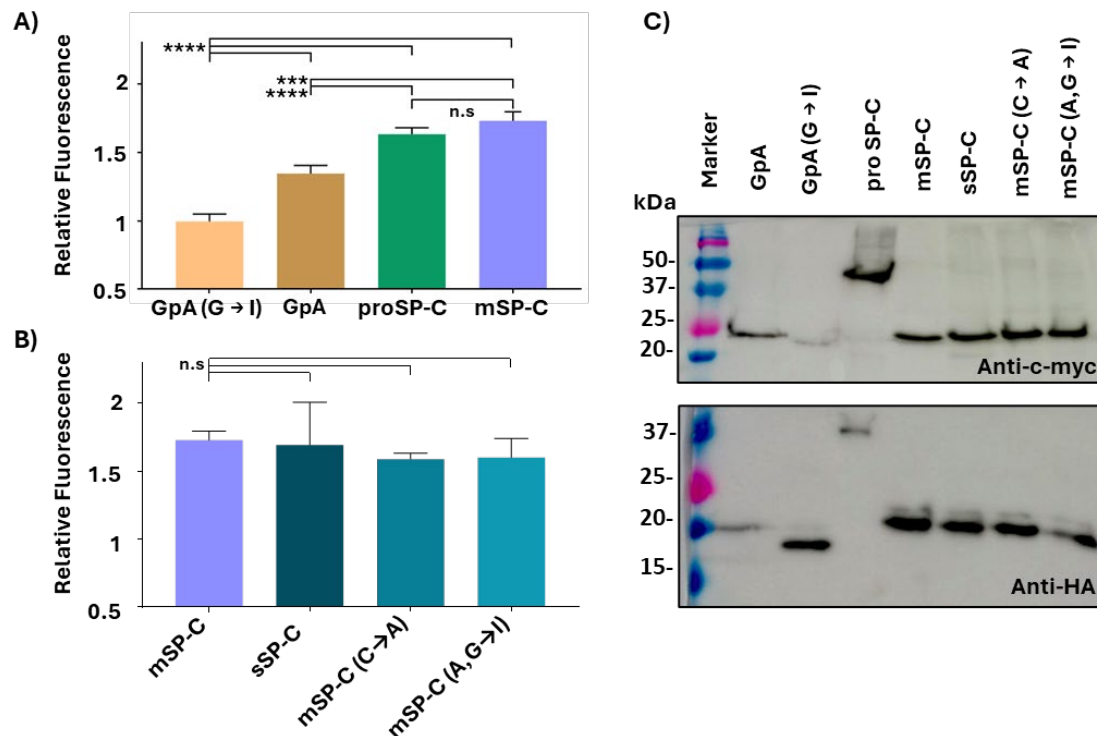 A)
Relative Fluorescence
2
1.5
1
0.5
****
***
****
n.s
GpA (G → I)
GpA
proSP-C
mSP-C
B)
Relative Fluorescence
2
1.5
1
0.5
n.s
mSP-C
sSP-C
mSP-C (C→A)
mSP-C (A, G→I)
C)
Marker
GpA
GpA (G → I)
pro SP-C
mSP-C
sSP-C
mSP-C (C → A)
mSP-C (A,G → I)
kDa
50-
37-
25-
20-
Anti-c-myc
37-
25-
20-
15-
Anti-HA